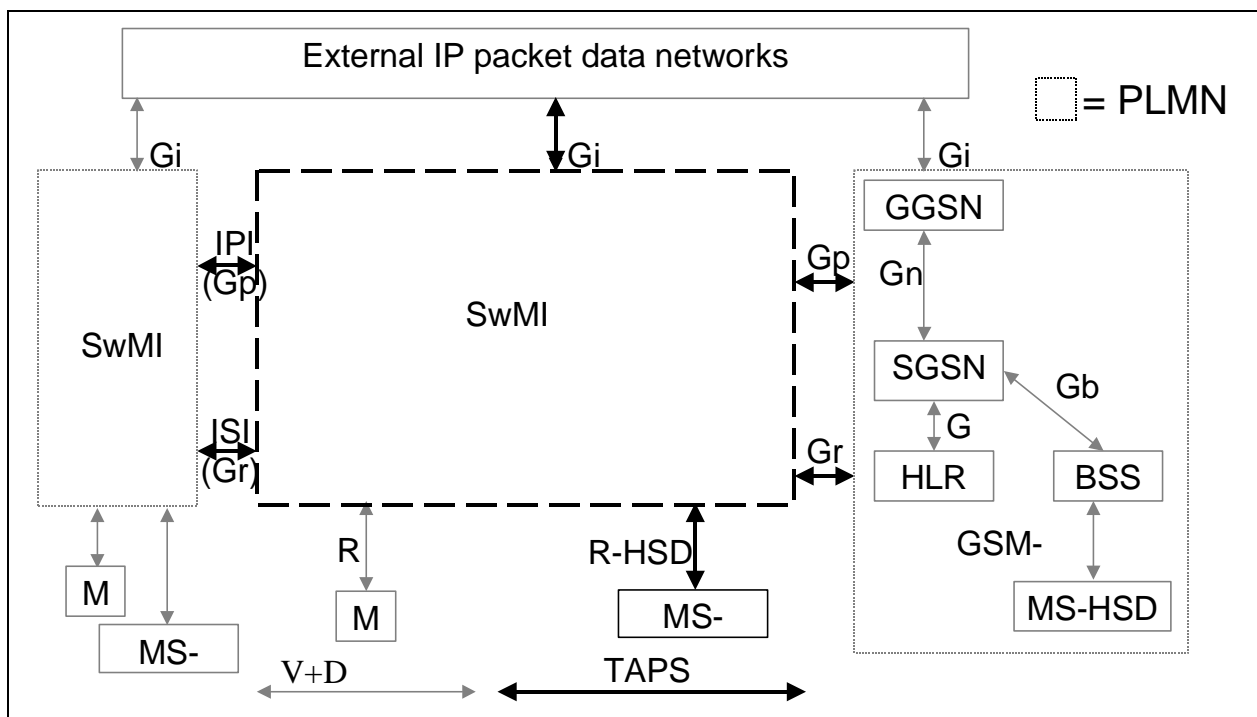 External IP packet data networks
= PLMN
Gi
Gi
Gi
GGSN
IPI
(Gp)
Gp
Gn
SwMI
SwMI
SGSN
Gb
G
ISI
(Gr)
Gr
HLR
BSS
R
R-HSD
GSM-
M
M
MS-
MS-HSD
MS-
V+D
TAPS